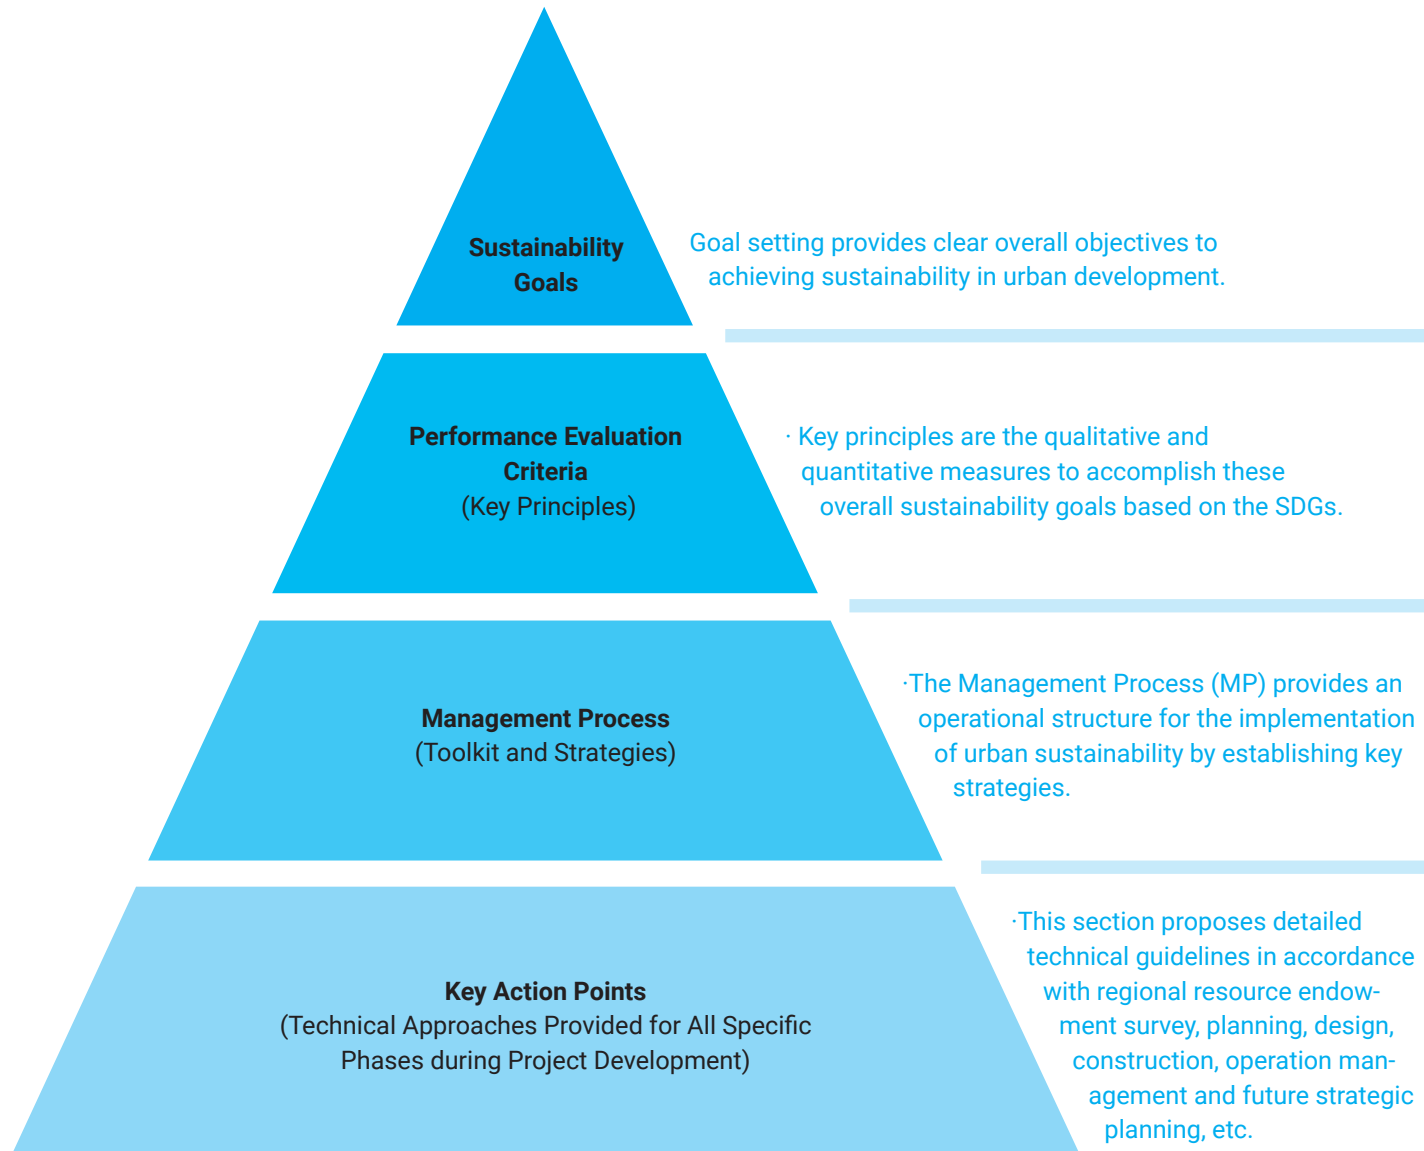 Sustainability
Goals
Goal setting provides clear overall objectives to
achieving sustainability in urban development.
Performance Evaluation
Criteria
(Key Principles)
· Key principles are the qualitative and
quantitative measures to accomplish these
overall sustainability goals based on the SDGs.
Management Process
(Toolkit and Strategies)
·The Management Process (MP) provides an
operational structure for the implementation
of urban sustainability by establishing key
strategies.
Key Action Points
(Technical Approaches Provided for All Specific
Phases during Project Development)
·This section proposes detailed
technical guidelines in accordance
with regional resource endow-
ment survey, planning, design,
construction, operation man-
agement and future strategic
planning, etc.